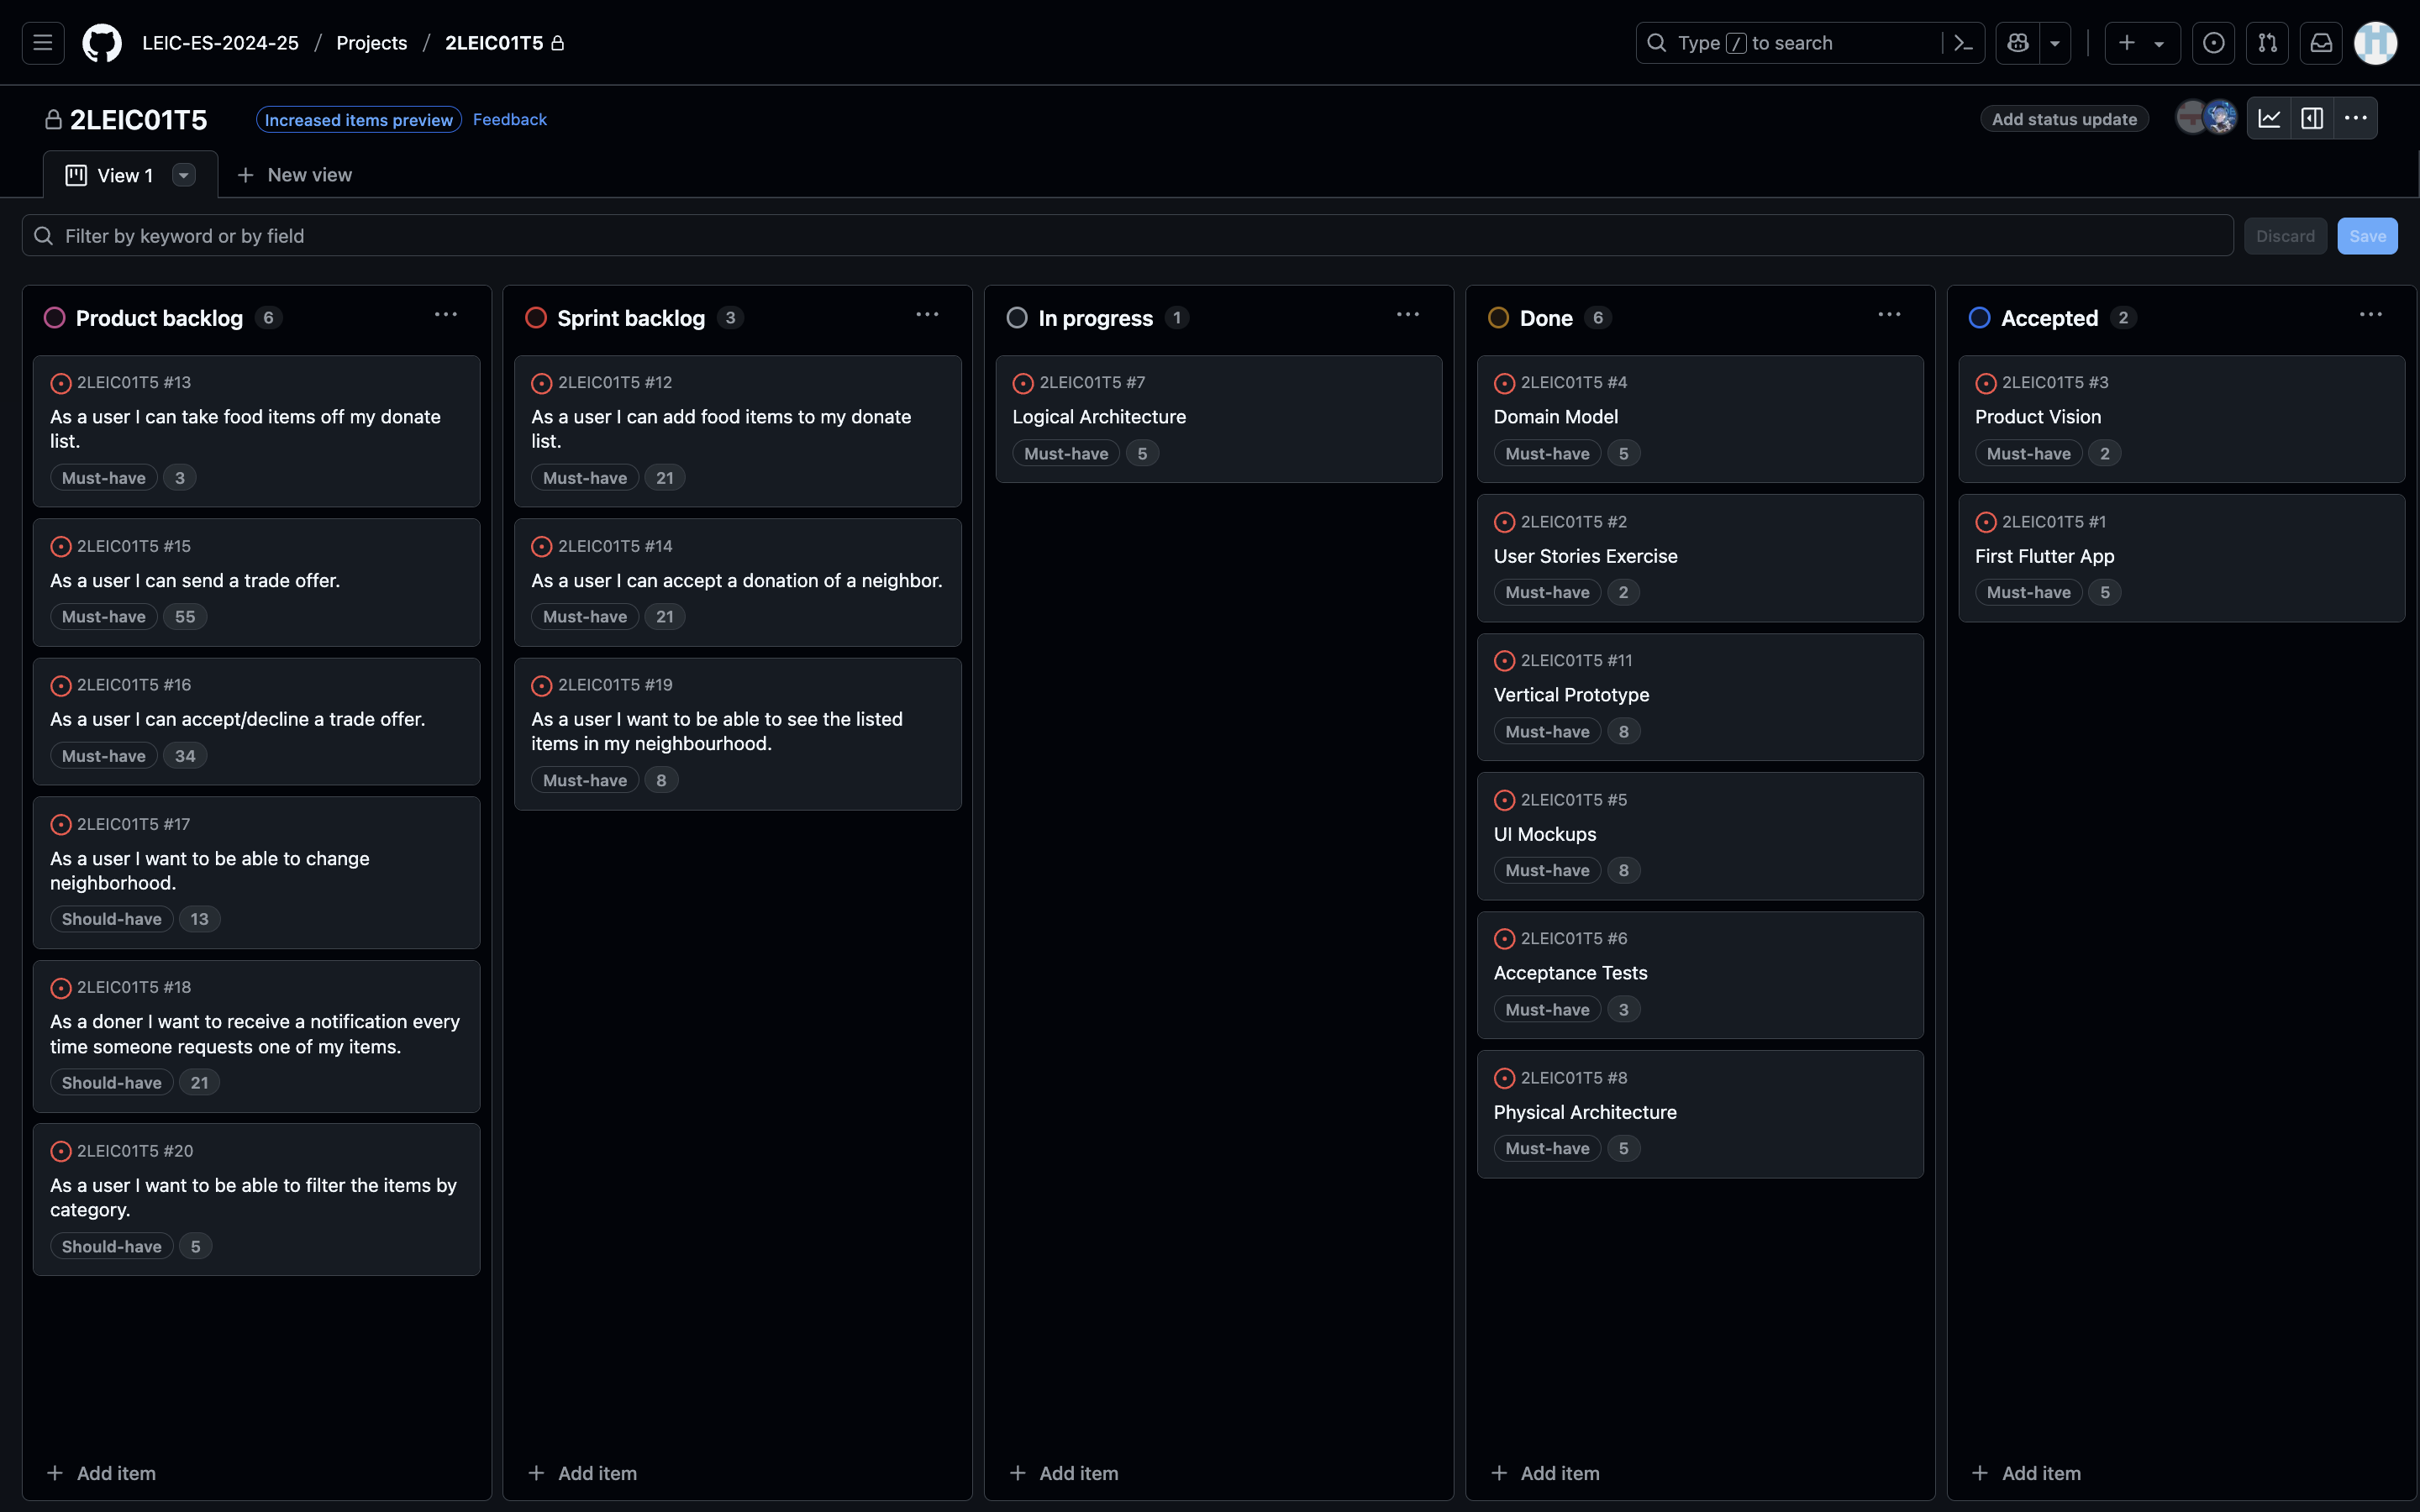 LEIC-ES-2024-25 / Projects / 2LEIC01T5
Type / to search
2LEIC01T5
Increased items preview
Feedback
Add status update
View 1
New view
Filter by keyword or by field
Discard
Save
Product backlog 6
2LEIC01T5 #13
As a user I can take food items off my donate
list.
Must-have 3
2LEIC01T5 #15
As a user I can send a trade offer.
Must-have 55
2LEIC01T5 #16
As a user I can accept/decline a trade offer.
Must-have 34
2LEIC01T5 #17
As a user I want to be able to change
neighborhood.
Should-have 13
2LEIC01T5 #18
As a doner I want to receive a notification every
time someone requests one of my items.
Should-have 21
2LEIC01T5 #20
As a user I want to be able to filter the items by
category.
Should-have 5
Add item
Sprint backlog 3
2LEIC01T5 #12
As a user I can add food items to my donate
list.
Must-have 21
2LEIC01T5 #14
As a user I can accept a donation of a neighbor.
Must-have 21
2LEIC01T5 #19
As a user I want to be able to see the listed
items in my neighbourhood.
Must-have 8
Add item
In progress 1
2LEIC01T5 #7
Logical Architecture
Must-have 5
Add item
Done 6
2LEIC01T5 #4
Domain Model
Must-have 5
2LEIC01T5 #2
User Stories Exercise
Must-have 2
2LEIC01T5 #11
Vertical Prototype
Must-have 8
2LEIC01T5 #5
UI Mockups
Must-have 8
2LEIC01T5 #6
Acceptance Tests
Must-have 3
2LEIC01T5 #8
Physical Architecture
Must-have 5
Add item
Accepted 2
2LEIC01T5 #3
Product Vision
Must-have 2
2LEIC01T5 #1
First Flutter App
Must-have 5
Add item